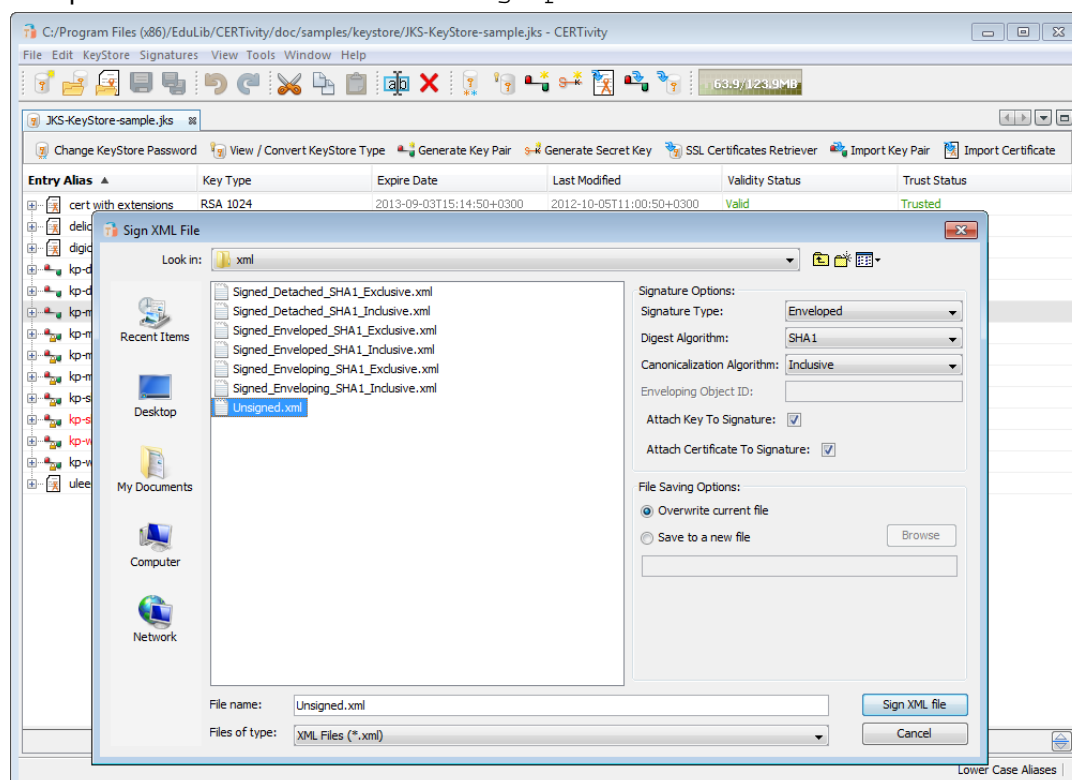 C:/Program Files (x86)/EduLib/CERTivity/doc/samples/keystore/JKS-KeyStore-sample.jks - CERTivity
File Edit KeyStore Signatures View Tools Window Help
63.9/123.9MB
JKS-KeyStore-sample.jks
Change KeyStore Password View / Convert KeyStore Type Generate Key Pair Generate Secret Key SSL Certificates Retriever Import Key Pair Import Certificate
Entry Alias Key Type Expire Date Last Modified Validity Status Trust Status
cert with extensions RSA 1024 2013-09-03T15:14:50+0300 2012-10-05T11:00:50+0300 Valid Trusted
Sign XML File
Look in: xml
Recent Items
Desktop
My Documents
Computer
Network
Signed_Detached_SHA1_Exclusive.xml
Signed_Detached_SHA1_Inclusive.xml
Signed_Enveloped_SHA1_Exclusive.xml
Signed_Enveloped_SHA1_Inclusive.xml
Signed_Enveloping_SHA1_Exclusive.xml
Signed_Enveloping_SHA1_Inclusive.xml
Unsigned.xml
Signature Options:
Signature Type: Enveloped
Digest Algorithm: SHA1
Canonicalization Algorithm: Inclusive
Enveloping Object ID:
Attach Key To Signature:
Attach Certificate To Signature:
File Saving Options:
Overwrite current file
Save to a new file Browse
File name: Unsigned.xml Sign XML file
Files of type: XML Files (*.xml) Cancel
Lower Case Aliases